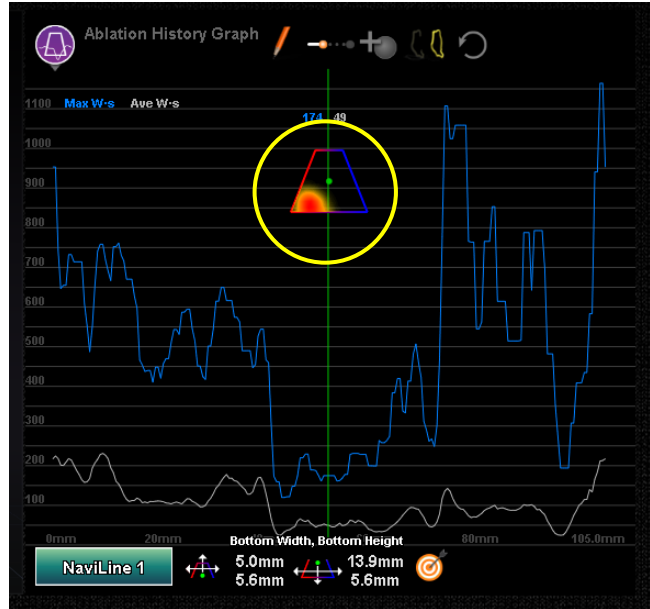 Ablation History Graph
1100 Max W-s Ave W-s
174 49
1000
900
800
700
600
500
400
300
200
100
0mm 20mm 80mm 105.0mm
Bottom Width, Bottom Height
NaviLine 1
5.0mm 13.9mm
5.6mm 5.6mm